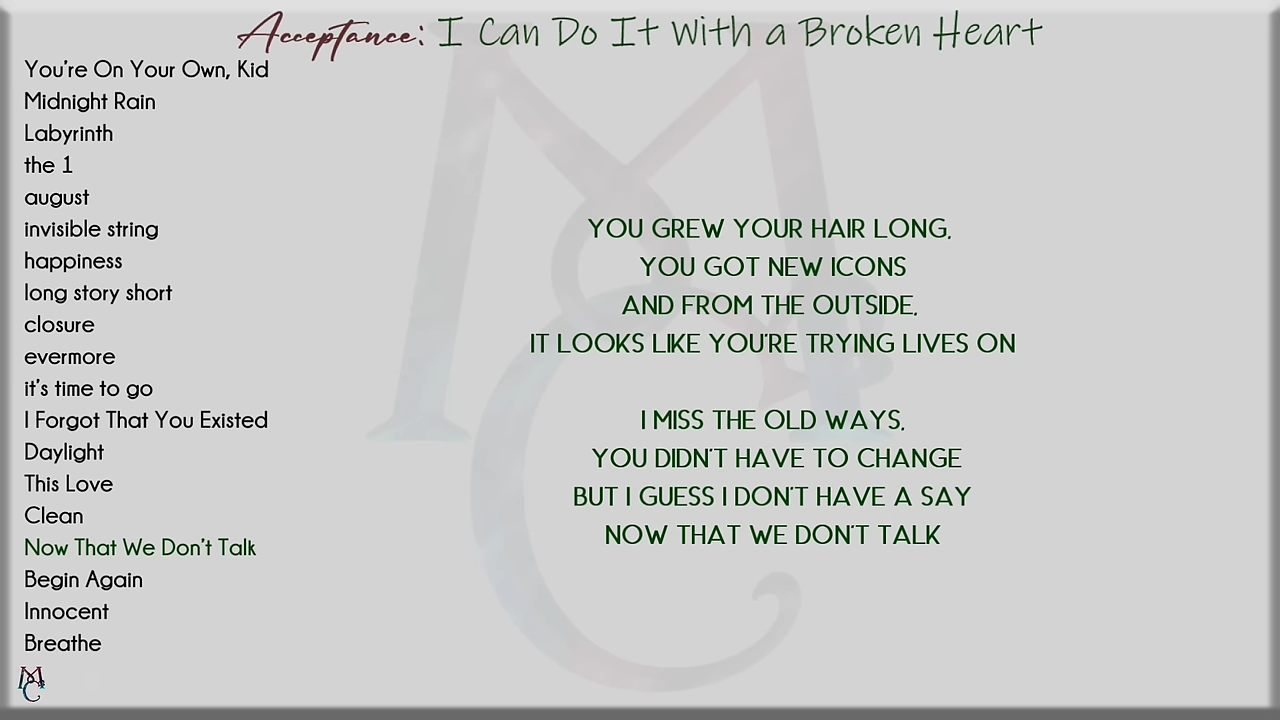 Acceptance: I Can Do It With a Broken Heart
You're On Your Own, Kid
Midnight Rain
Labyrinth
the 1
august
invisible string
happiness
long story short
closure
evermore
it's time to go
I Forgot That You Existed
Daylight
This Love
Clean
Now That We Don't Talk
Begin Again
Innocent
Breathe
YOU GREW YOUR HAIR LONG,
YOU GOT NEW ICONS
AND FROM THE OUTSIDE,
IT LOOKS LIKE YOU'RE TRYING LIVES ON
I MISS THE OLD WAYS,
YOU DIDN'T HAVE TO CHANGE
BUT I GUESS I DON'T HAVE A SAY
NOW THAT WE DON'T TALK